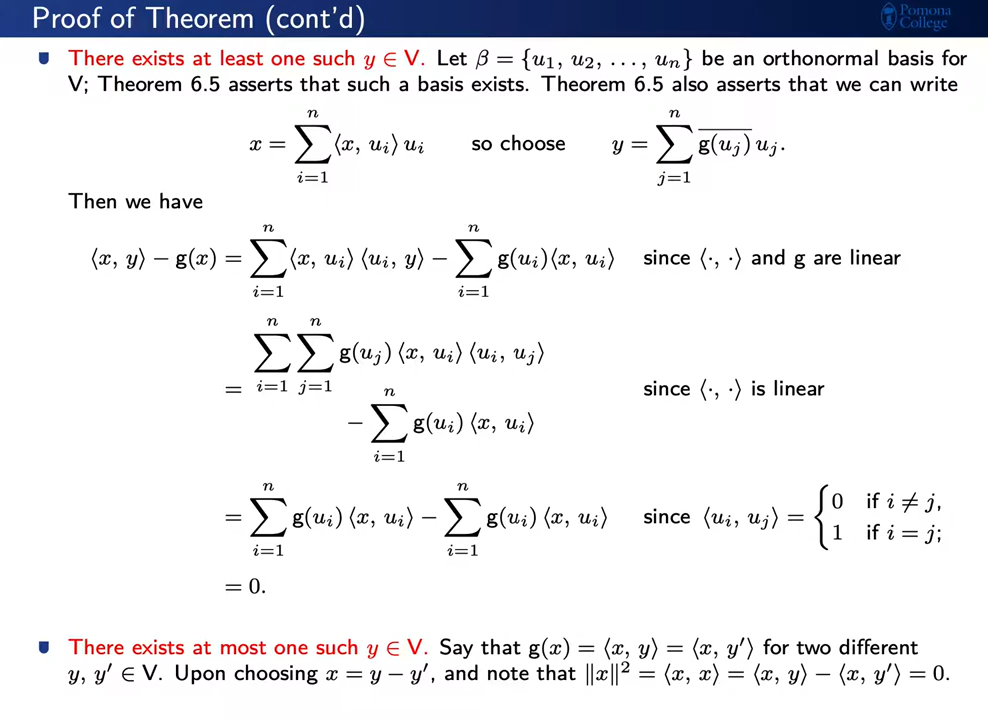 Proof of Theorem (cont'd)
Pomona
College
There exists at least one such y ∈ V. Let β = {u₁, u₂, ..., uₙ} be an orthonormal basis for
V; Theorem 6.5 asserts that such a basis exists. Theorem 6.5 also asserts that we can write
x = ∑_{i=1}^{n} ⟨x, uᵢ⟩ uᵢ so choose y = ∑_{j=1}^{n} \overline{g(uⱼ)} uⱼ.
Then we have
⟨x, y⟩ − g(x) = ∑_{i=1}^{n} ⟨x, uᵢ⟩ ⟨uᵢ, y⟩ − ∑_{i=1}^{n} g(uᵢ)⟨x, uᵢ⟩ since ⟨·, ·⟩ and g are linear
= ∑_{i=1}^{n} ∑_{j=1}^{n} g(uⱼ) ⟨x, uᵢ⟩ ⟨uᵢ, uⱼ⟩
− ∑_{i=1}^{n} g(uᵢ) ⟨x, uᵢ⟩ since ⟨·, ·⟩ is linear
= ∑_{i=1}^{n} g(uᵢ) ⟨x, uᵢ⟩ − ∑_{i=1}^{n} g(uᵢ) ⟨x, uᵢ⟩ since ⟨uᵢ, uⱼ⟩ = { 0 if i ≠ j,
1 if i = j;
= 0.
There exists at most one such y ∈ V. Say that g(x) = ⟨x, y⟩ = ⟨x, y′⟩ for two different
y, y′ ∈ V. Upon choosing x = y − y′, and note that ‖x‖² = ⟨x, x⟩ = ⟨x, y⟩ − ⟨x, y′⟩ = 0.